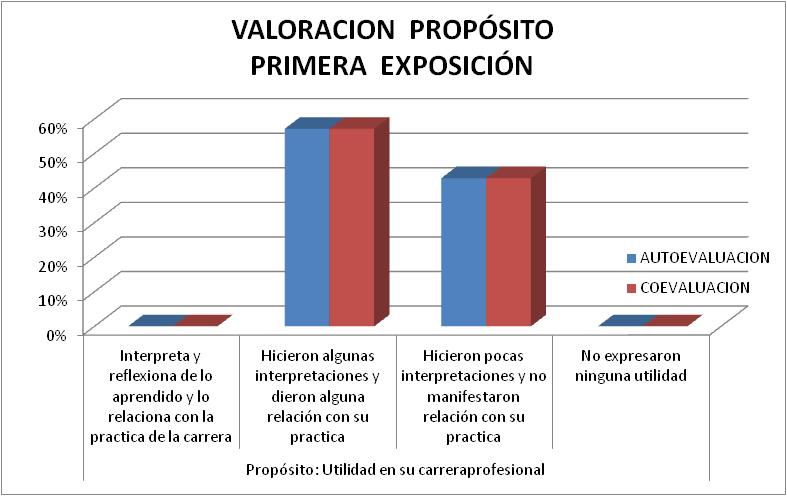 VALORACION PROPÓSITO
PRIMERA EXPOSICIÓN
60%
50%
40%
30%
20%
10%
0%
AUTOEVALUACION
COEVALUACION
Interpreta y
reflexiona de lo
aprendido y lo
relaciona con la
practica de la carrera
Hicieron algunas
interpretaciones y
dieron alguna
relación con su
practica
Hicieron pocas
interpretaciones y no
manifestaron
relación con su
practica
No expresaron
ninguna utilidad
Propósito: Utilidad en su carreraprofesional